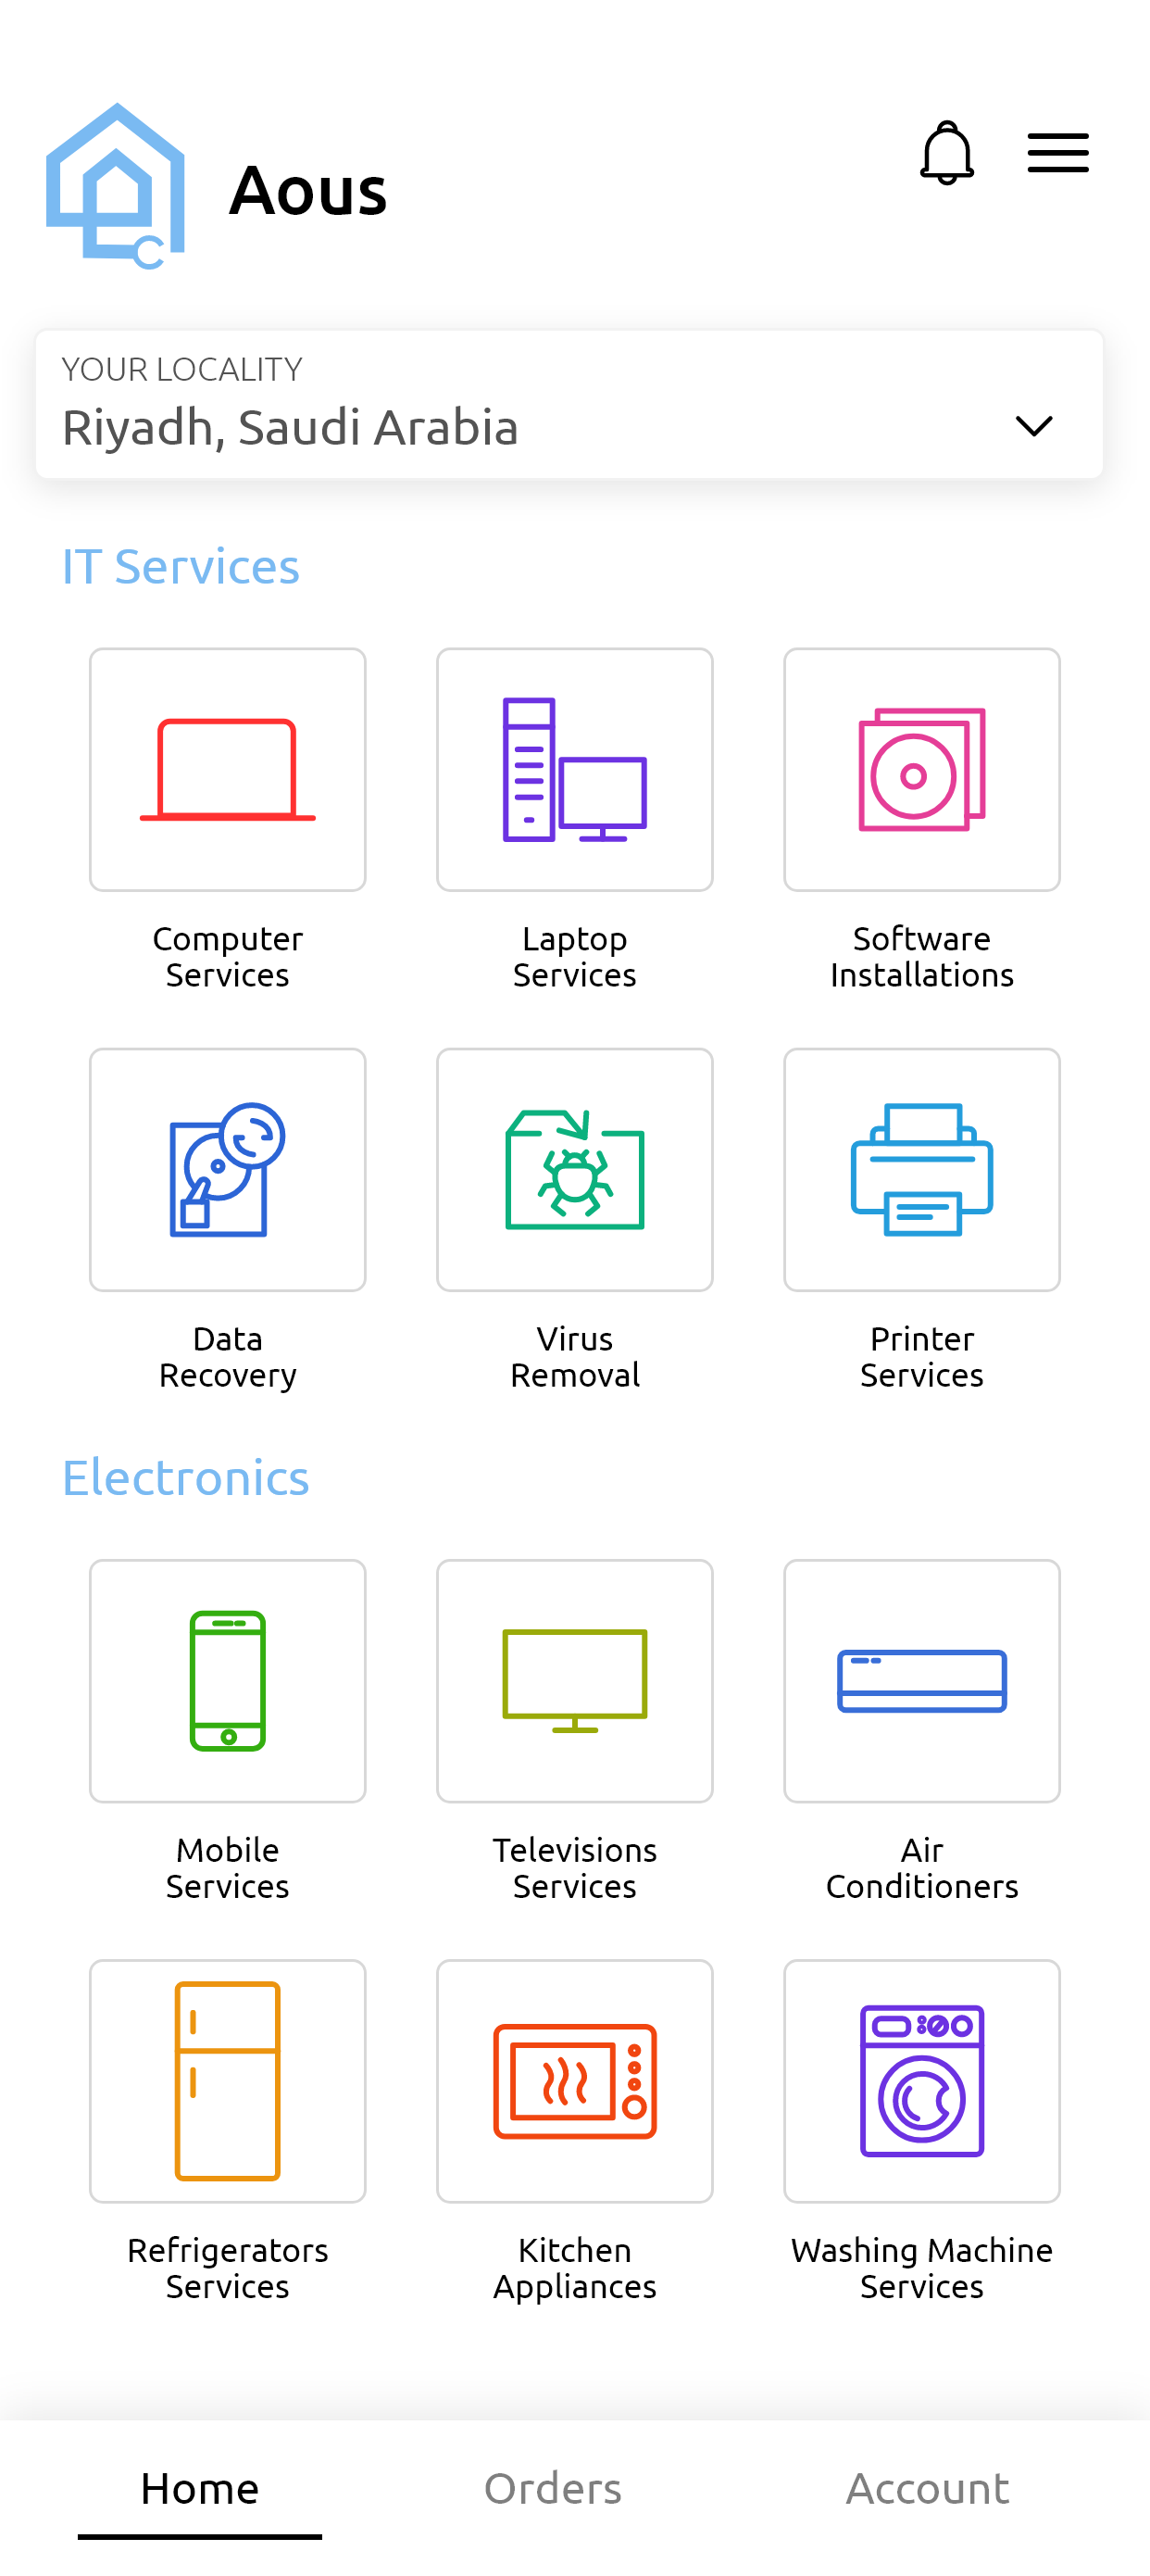 Aous
YOUR LOCALITY
Riyadh, Saudi Arabia
IT Services
Computer
Services
Laptop
Services
Software
Installations
Data
Recovery
Virus
Removal
Printer
Services
Electronics
Mobile
Services
Televisions
Services
Air
Conditioners
Refrigerators
Services
Kitchen
Appliances
Washing Machine
Services
Home
Orders
Account